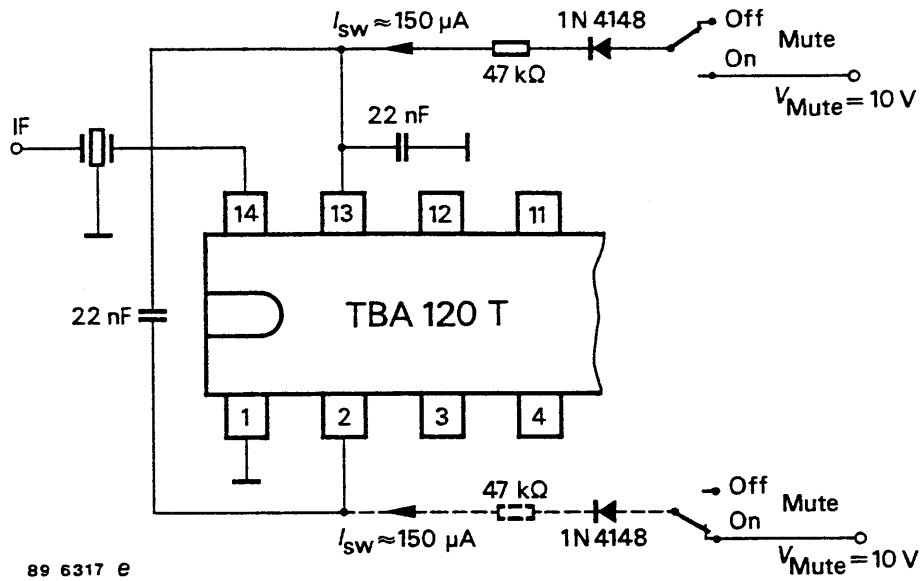 I_SW ≈ 150 µA
1N 4148
Off
Mute
On
47 kΩ
V_Mute = 10 V
22 nF
IF
14
13
12
11
TBA 120 T
22 nF
1
2
3
4
47 kΩ
Off
Mute
On
I_SW ≈ 150 µA
1N 4148
V_Mute = 10 V
89 6317 e